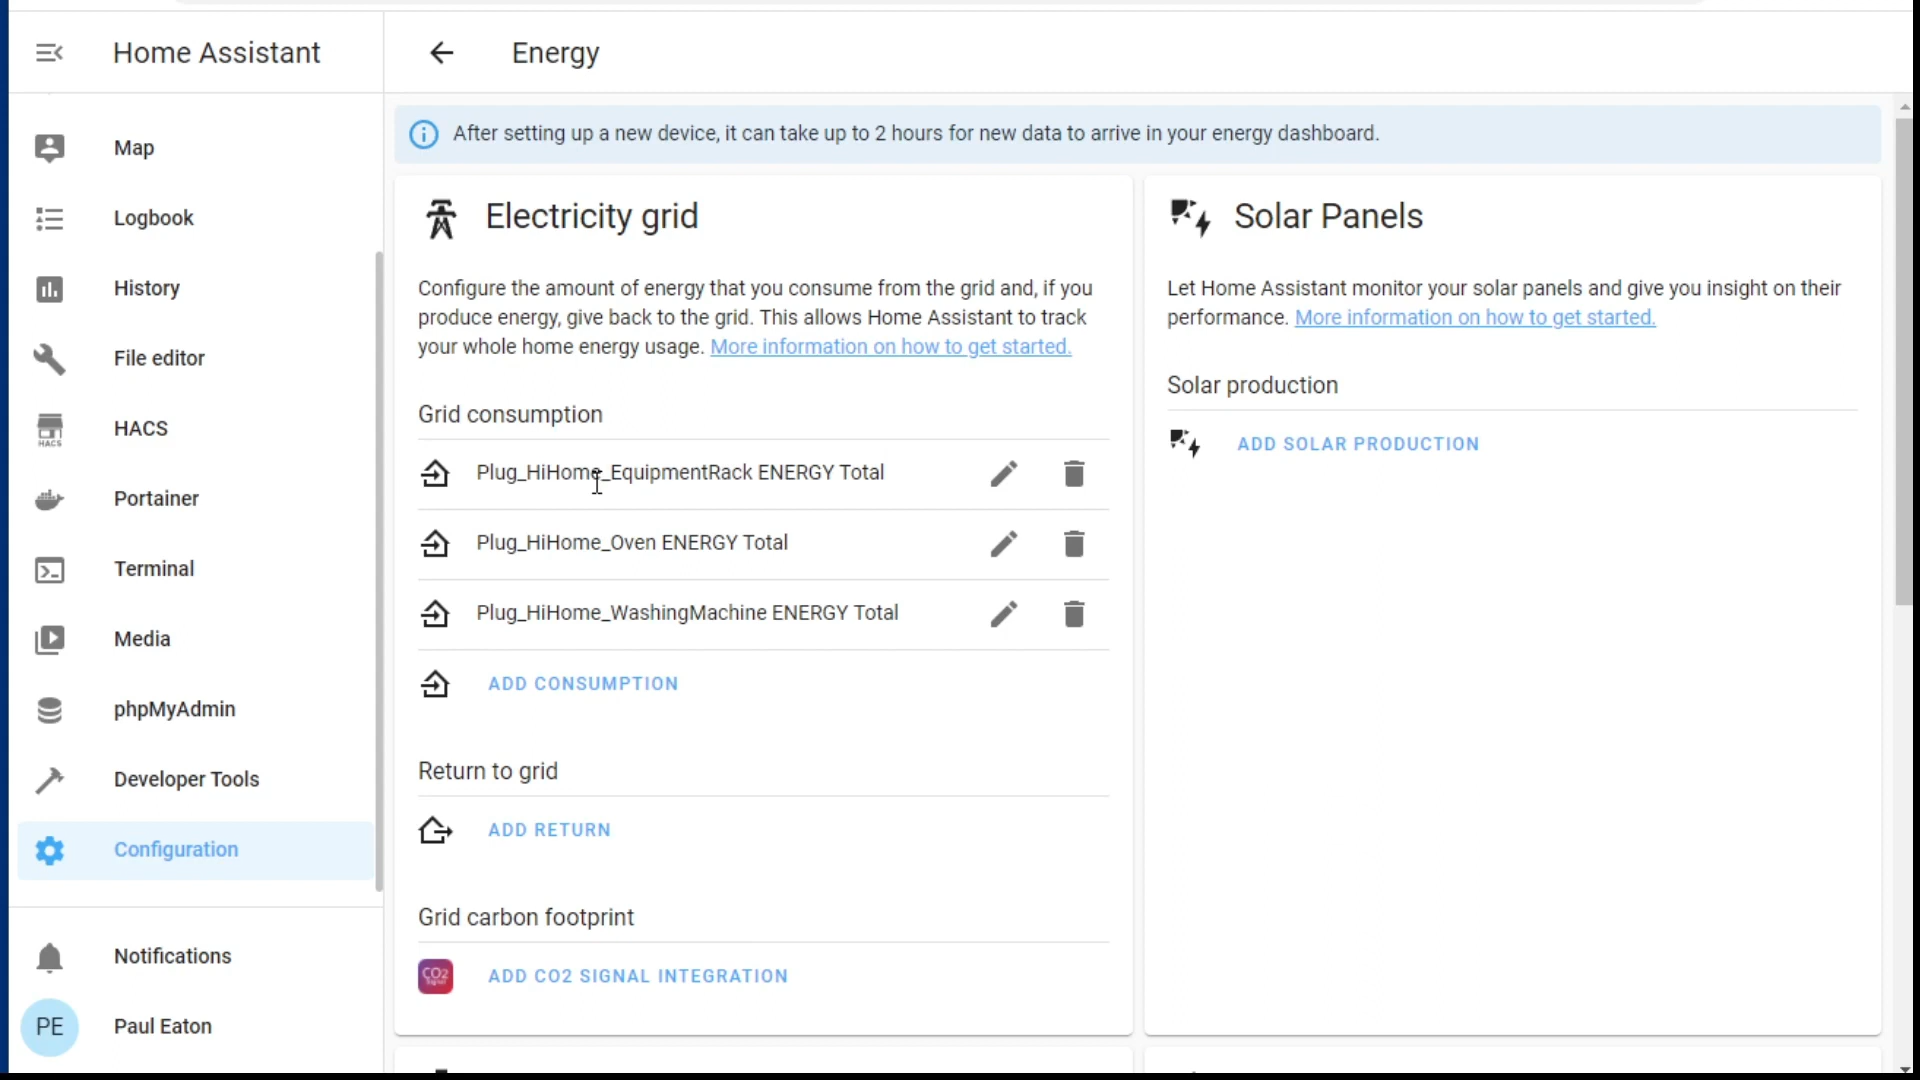 Home Assistant
Energy
Map
Logbook
History
File editor
HACS
HACS
Portainer
Terminal
Media
phpMyAdmin
Developer Tools
Configuration
Notifications
PE
Paul Eaton
After setting up a new device, it can take up to 2 hours for new data to arrive in your energy dashboard.
Electricity grid
Configure the amount of energy that you consume from the grid and, if you
produce energy, give back to the grid. This allows Home Assistant to track
your whole home energy usage. More information on how to get started.
Grid consumption
Plug_HiHome_EquipmentRack ENERGY Total
Plug_HiHome_Oven ENERGY Total
Plug_HiHome_WashingMachine ENERGY Total
ADD CONSUMPTION
Return to grid
ADD RETURN
Grid carbon footprint
CO2
Signal
ADD CO2 SIGNAL INTEGRATION
Solar Panels
Let Home Assistant monitor your solar panels and give you insight on their
performance. More information on how to get started.
Solar production
ADD SOLAR PRODUCTION